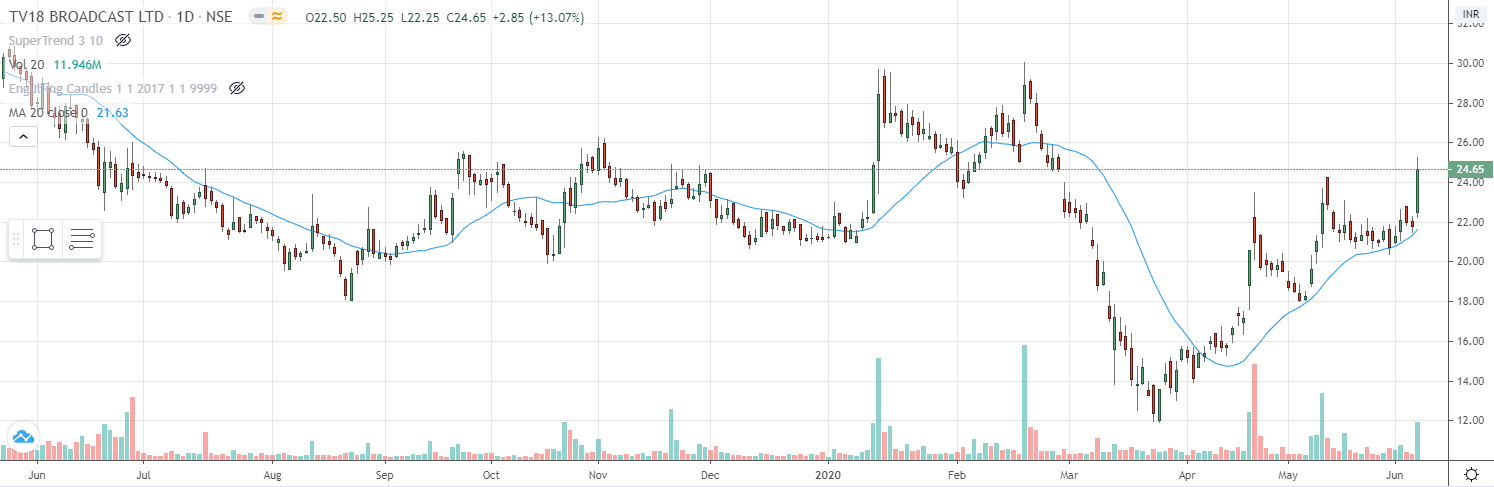 TV18 BROADCAST LTD · 1D · NSE O22.50 H25.25 L22.25 C24.65 +2.85 (+13.07%)
INR
SuperTrend 3 10
Vol 20 11.946M
Engulfing Candles 1 1 2017 1 1 9999
MA 20 close 0 21.63
32.00
30.00
28.00
26.00
24.65
24.00
22.00
20.00
18.00
16.00
14.00
12.00
Jun Jul Aug Sep Oct Nov Dec 2020 Feb Mar Apr May Jun